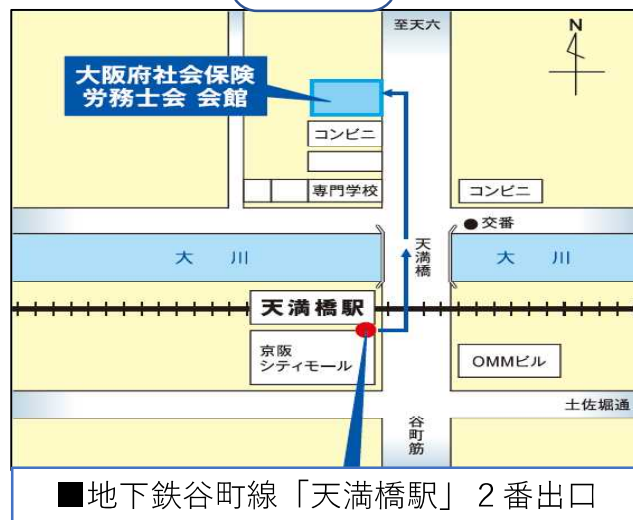 至天六
N
大阪府社会保険
労務士会 会館
コンビニ
専門学校
コンビニ
交番
大川
天満橋
大川
天満橋駅
京阪
シティモール
OMMビル
土佐堀通
谷町筋
■地下鉄谷町線「天満橋駅」２番出口